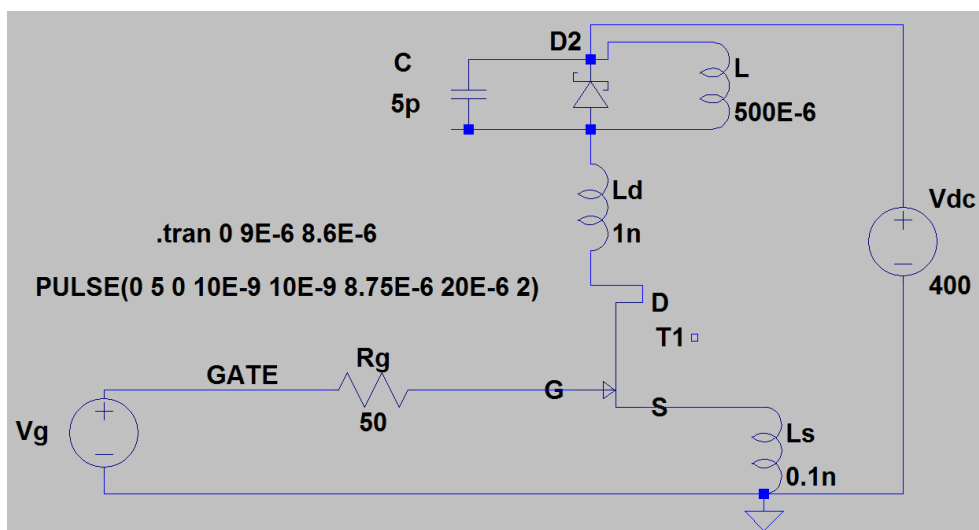 D2
C
5p
L
500E-6
Ld
1n
Vdc
400
.tran 0 9E-6 8.6E-6
PULSE(0 5 0 10E-9 10E-9 8.75E-6 20E-6 2)
D
T1
Rg
GATE
50
G
S
Vg
Ls
0.1n